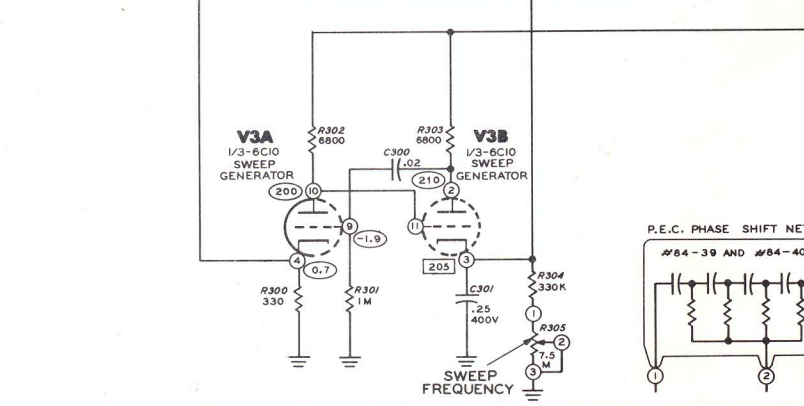 V3A
1/3-6C10
SWEEP
GENERATOR
R302
6800
R303
6800
V3B
1/3-6C10
SWEEP
GENERATOR
C300
.02
200
10
210
2
9
-1.9
11
4
0.7
205
3
R300
330
R301
1M
C301
.25
400V
R304
330K
1
R305
2
7.5
M
3
SWEEP
FREQUENCY
P.E.C. PHASE SHIFT NE
#84-39 AND #84-40
1
2